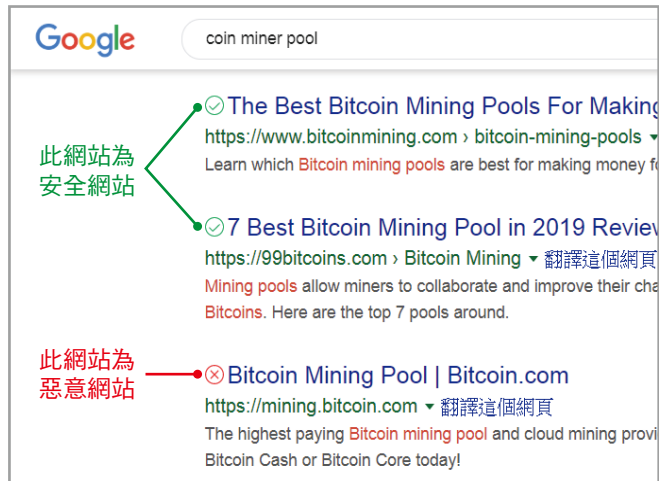 Google
coin miner pool
此網站為
安全網站
The Best Bitcoin Mining Pools For Making
https://www.bitcoinmining.com › bitcoin-mining-pools
Learn which Bitcoin mining pools are best for making money fo
7 Best Bitcoin Mining Pool in 2019 Review
https://99bitcoins.com › Bitcoin Mining ▾ 翻譯這個網頁
Mining pools allow miners to collaborate and improve their cha
Bitcoins. Here are the top 7 pools around.
此網站為
惡意網站
Bitcoin Mining Pool | Bitcoin.com
https://mining.bitcoin.com ▾ 翻譯這個網頁
The highest paying Bitcoin mining pool and cloud mining provi
Bitcoin Cash or Bitcoin Core today!